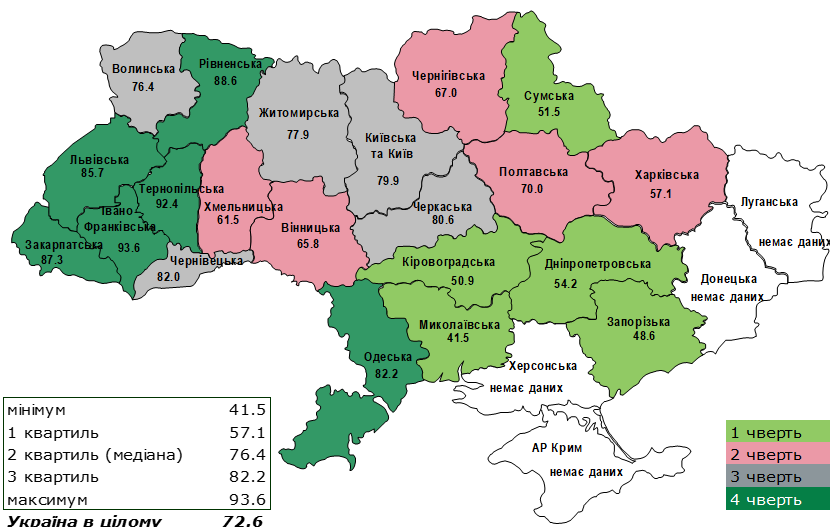 Волинська
76.4
Рівненська
88.6
Житомирська
77.9
Київська
та Київ
79.9
Чернігівська
67.0
Сумська
51.5
Львівська
85.7
Тернопільська
92.4
Хмельницька
61.5
Вінницька
65.8
Черкаська
80.6
Полтавська
70.0
Харківська
57.1
Луганська
немає даних
Івано
Франківська
93.6
Закарпатська
87.3
Чернівецька
82.0
Кіровоградська
50.9
Дніпропетровська
54.2
Донецька
немає даних
Миколаївська
41.5
Запорізька
48.6
Одеська
82.2
Херсонська
немає даних
АР Крим
немає даних
мінімум 41.5
1 квартиль 57.1
2 квартиль (медіана) 76.4
3 квартиль 82.2
максимум 93.6
Україна в цілому 72.6
1 чверть
2 чверть
3 чверть
4 чверть